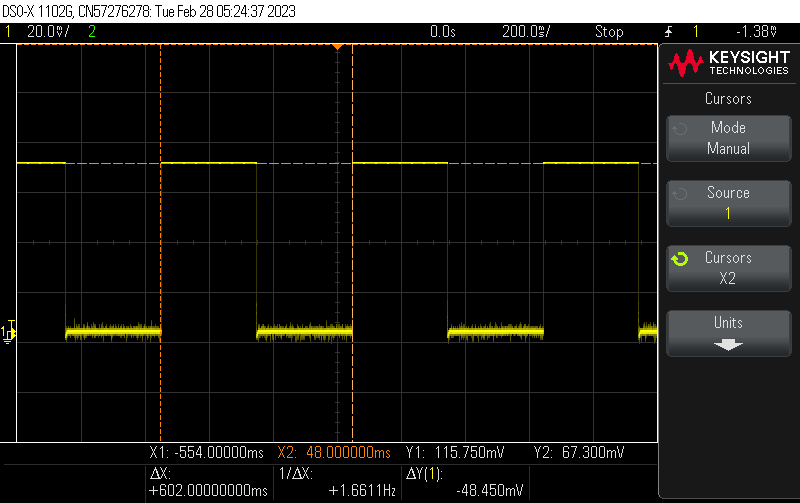 DSO-X 1102G, CN57276278: Tue Feb 28 05:24:37 2023
1 20.0V/ 2 0.0s 200.0ms/ Stop 1 -1.38V
KEYSIGHT
TECHNOLOGIES
Cursors
Mode
Manual
Source
1
Cursors
X2
Units
1
T
X1: -554.00000ms X2: 48.000000ms Y1: 115.750mV Y2: 67.300mV
ΔX: 1/ΔX: ΔY(1):
+602.00000000ms +1.6611Hz -48.450mV